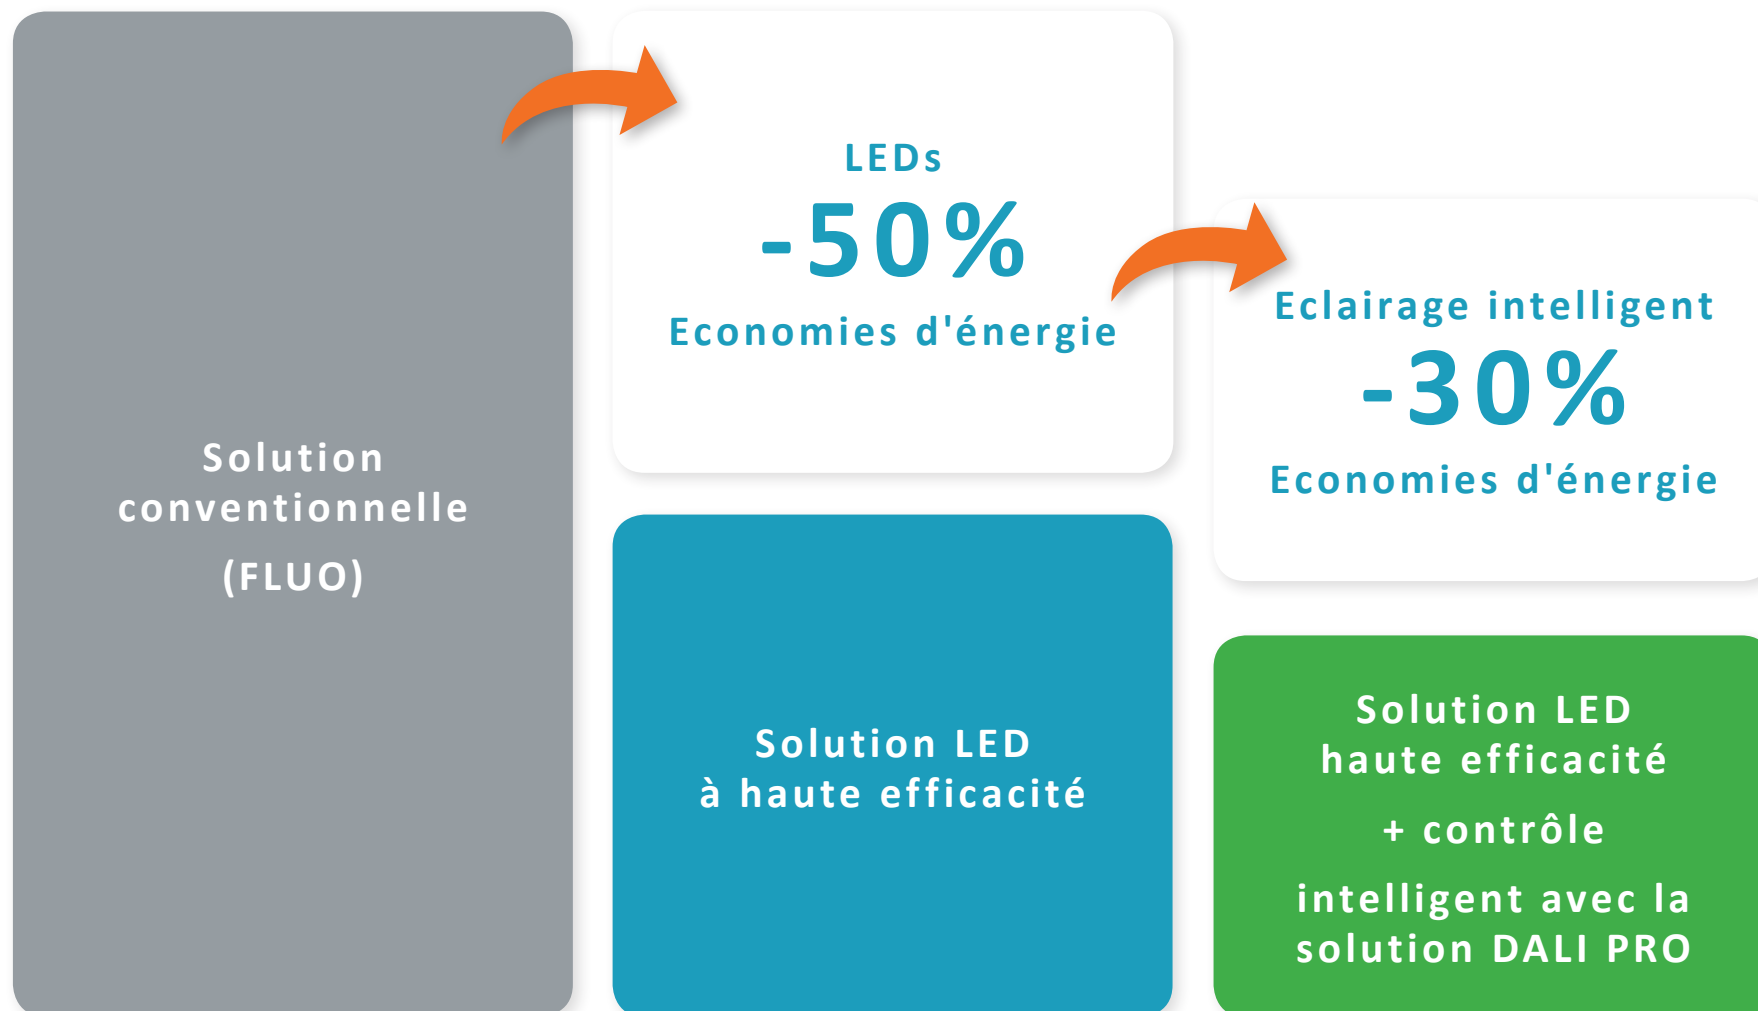 Solution
conventionnelle
(FLUO)
LEDs
-50%
Economies d'énergie
Solution LED
à haute efficacité
Eclairage intelligent
-30%
Economies d'énergie
Solution LED
haute efficacité
+ contrôle
intelligent avec la
solution DALI PRO